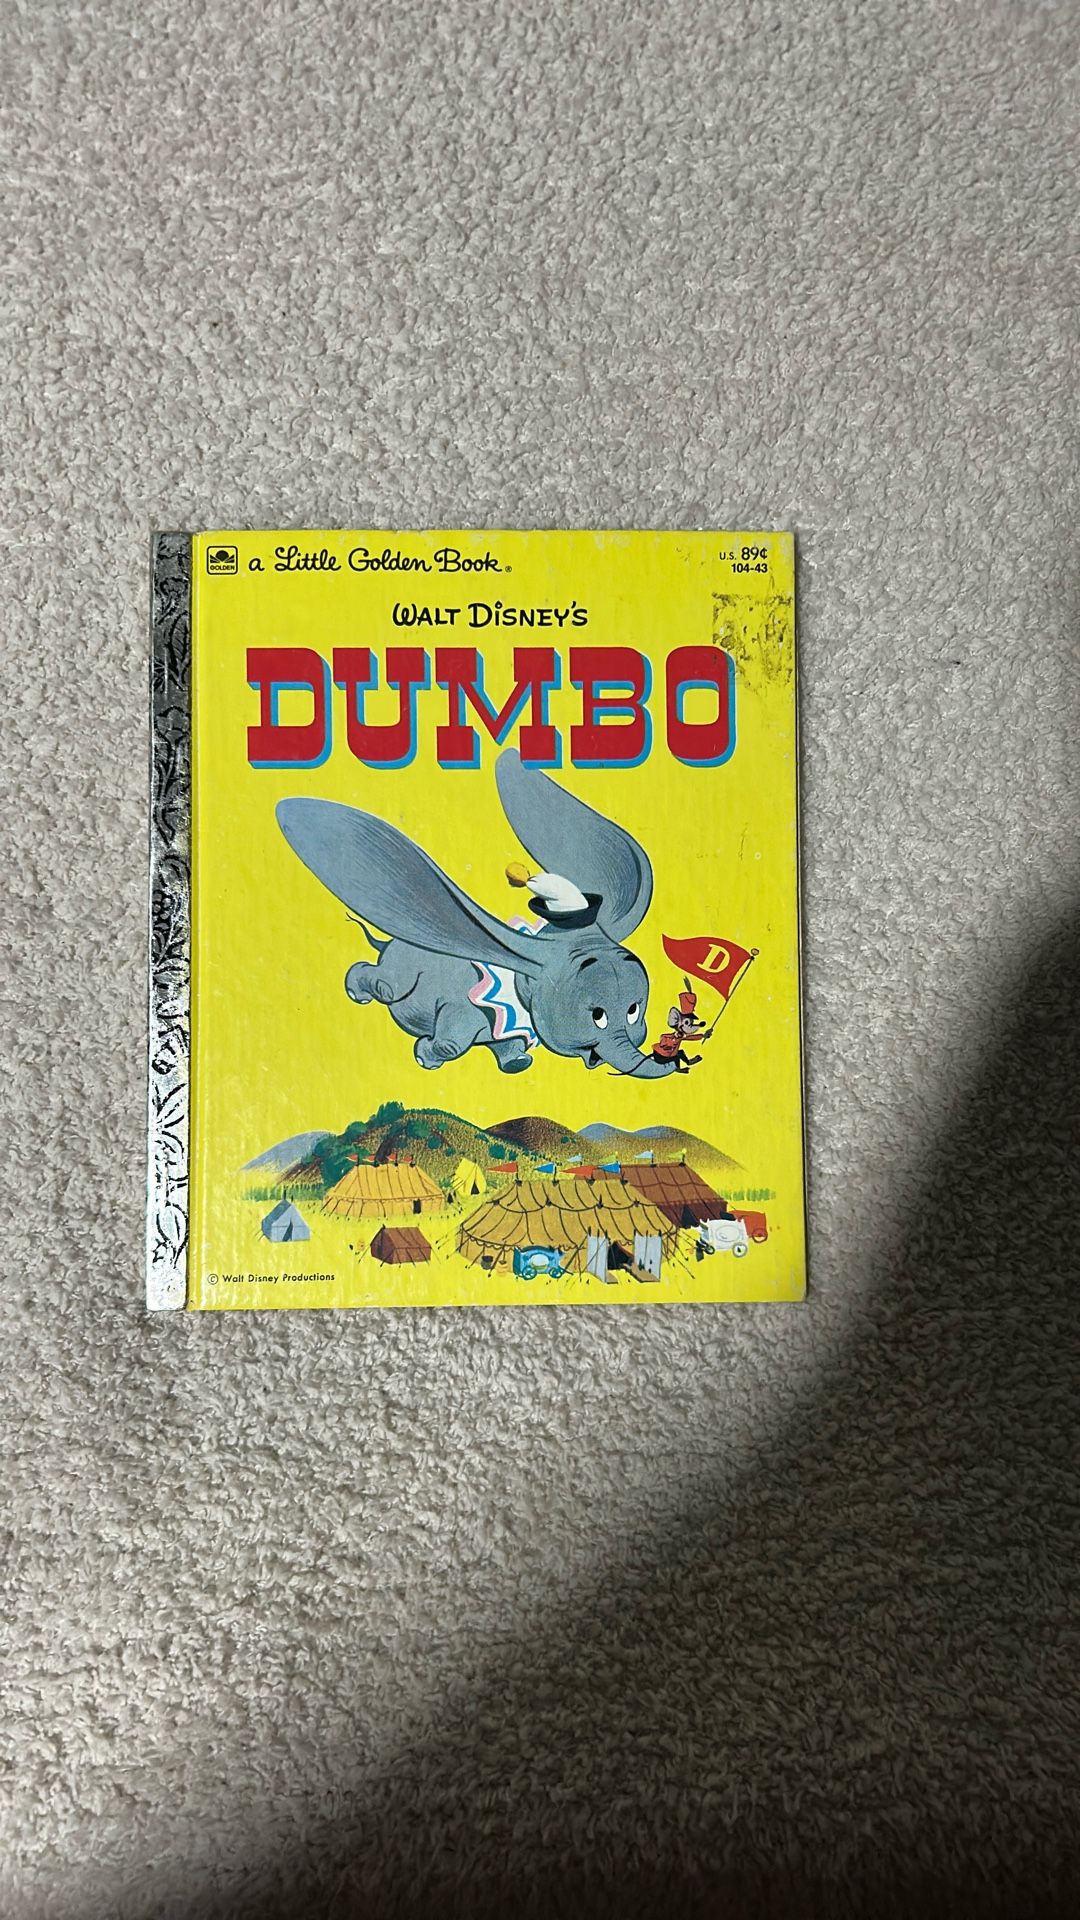 GOLDEN
a Little Golden Book®
U.S. 89¢
104-43
WALT DISNEY'S
DUMBO
D
© Walt Disney Productions